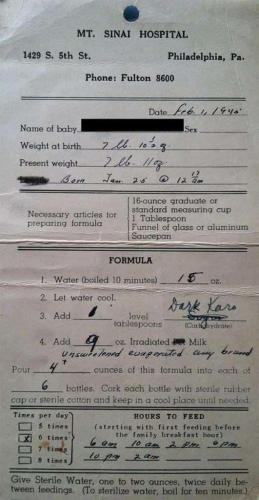 MT. SINAI HOSPITAL
1429 S. 5th St. Philadelphia, Pa.
Phone: Fulton 8600
Date Feb 1, 1940
Name of baby Sex
Weight at birth 7 lb. 10½ oz.
Present weight 7 lb. 11 oz
Born Jan. 25 @ 12 am
Necessary articles for preparing formula
16-ounce graduate or
standard measuring cup
1 Tablespoon
Funnel of glass or aluminum
Saucepan
FORMULA
1. Water (boiled 10 minutes) 15 oz.
2. Let water cool.
Dark Karo
3. Add 1 level tablespoons Sugar (Carbohydrate)
4. Add 9 oz. Irradiated Milk
unsweetened evaporated any brand
Pour 4+ ounces of this formula into each of
6 bottles. Cork each bottle with sterile rubber
cap or sterile cotton and keep in a cool place until needed.
Times per day
5 times
x 6 times
7 times
8 times
HOURS TO FEED
(starting with first feeding before
the family breakfast hour)
6 am 10 am 2 pm 6 pm
10 pm 2 am
Give Sterile Water, one to two ounces, twice daily be-
tween feedings. (To sterilize water, boil for ten minutes.)